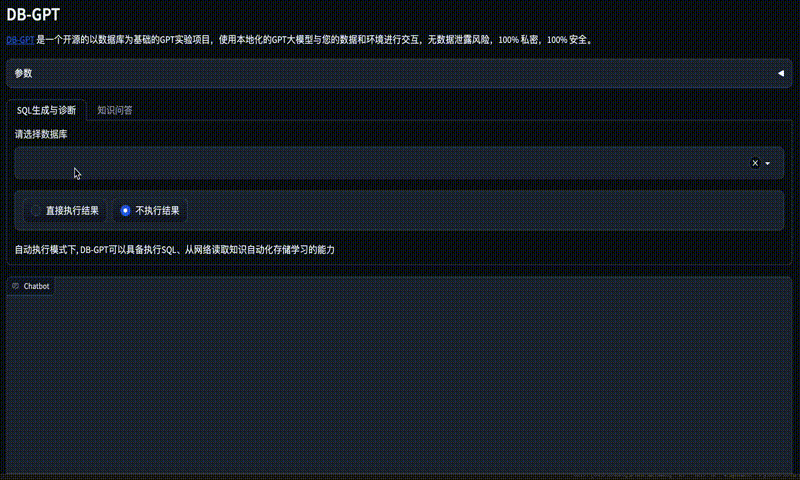 DB-GPT
DB-GPT 是一个开源的以数据库为基础的GPT实验项目，使用本地化的GPT大模型与您的数据和环境进行交互，无数据泄露风险，100% 私密，100% 安全。
参数
SQL生成与诊断 知识问答
请选择数据库
直接执行结果 不执行结果
自动执行模式下, DB-GPT可以具备执行SQL、从网络读取知识自动化存储学习的能力
Chatbot